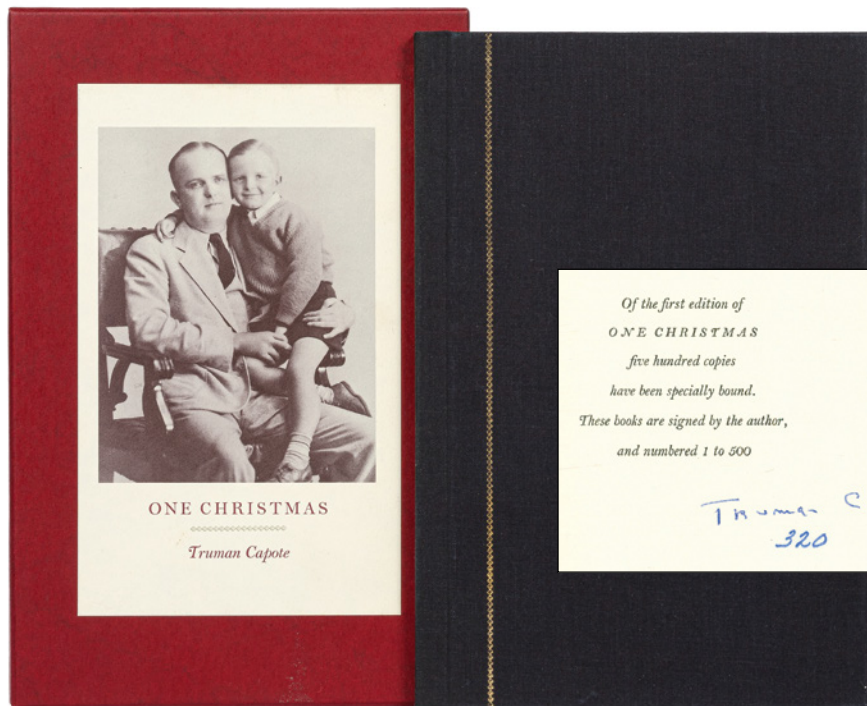 ONE CHRISTMAS
Truman Capote
Of the first edition of
ONE CHRISTMAS
five hundred copies
have been specially bound.
These books are signed by the author,
and numbered 1 to 500
Truman C
320